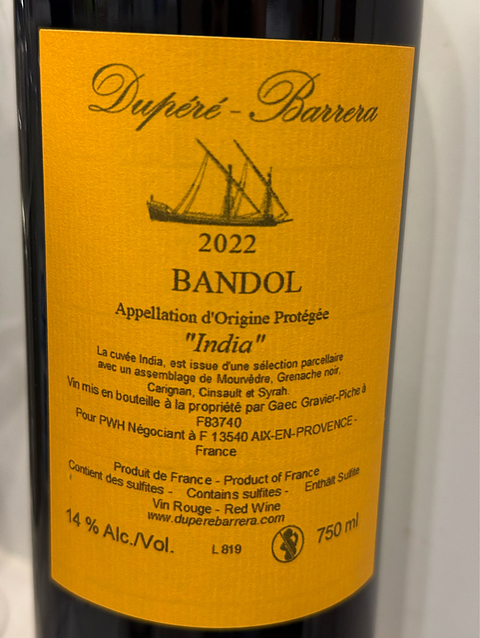 Dupéré - Barrera
2022
BANDOL
Appellation d'Origine Protégée
"India"
La cuvée India, est issue d'une sélection parcellaire
avec un assemblage de Mourvèdre, Grenache noir,
Carignan, Cinsault et Syrah.
Vin mis en bouteille à la propriété par Gaec Gravier-Piche à
F83740
Pour PWH Négociant à F 13540 AIX-EN-PROVENCE -
France
Produit de France - Product of France
Contient des sulfites - Contains sulfites - Enthält Sulfite
Vin Rouge - Red Wine
www.duperebarrera.com
14 % Alc./Vol.
L 819
750 ml